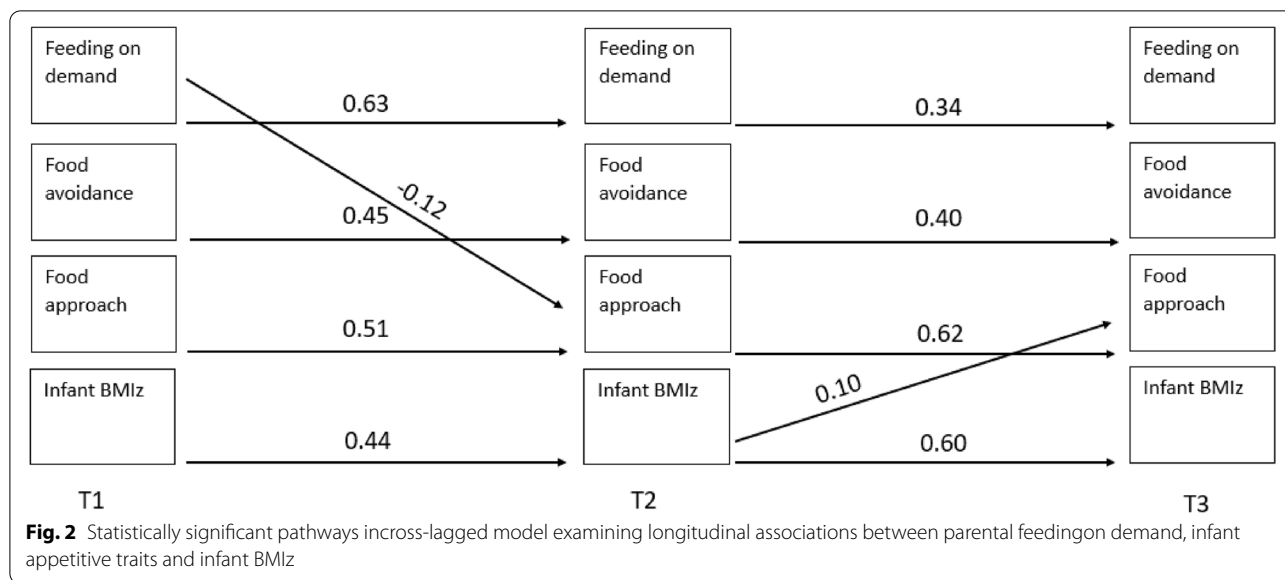 Feeding on
demand
0.63
Feeding on
demand
0.34
Feeding on
demand
Food
avoidance
-0.12
0.45
Food
avoidance
0.40
Food
avoidance
Food
approach
0.51
Food
approach
0.62
Food
approach
Infant BMIz
0.44
Infant BMIz
0.10
0.60
Infant BMIz
T1
T2
T3
Fig. 2 Statistically significant pathways incross-lagged model examining longitudinal associations between parental feedingon demand, infant
appetitive traits and infant BMIz